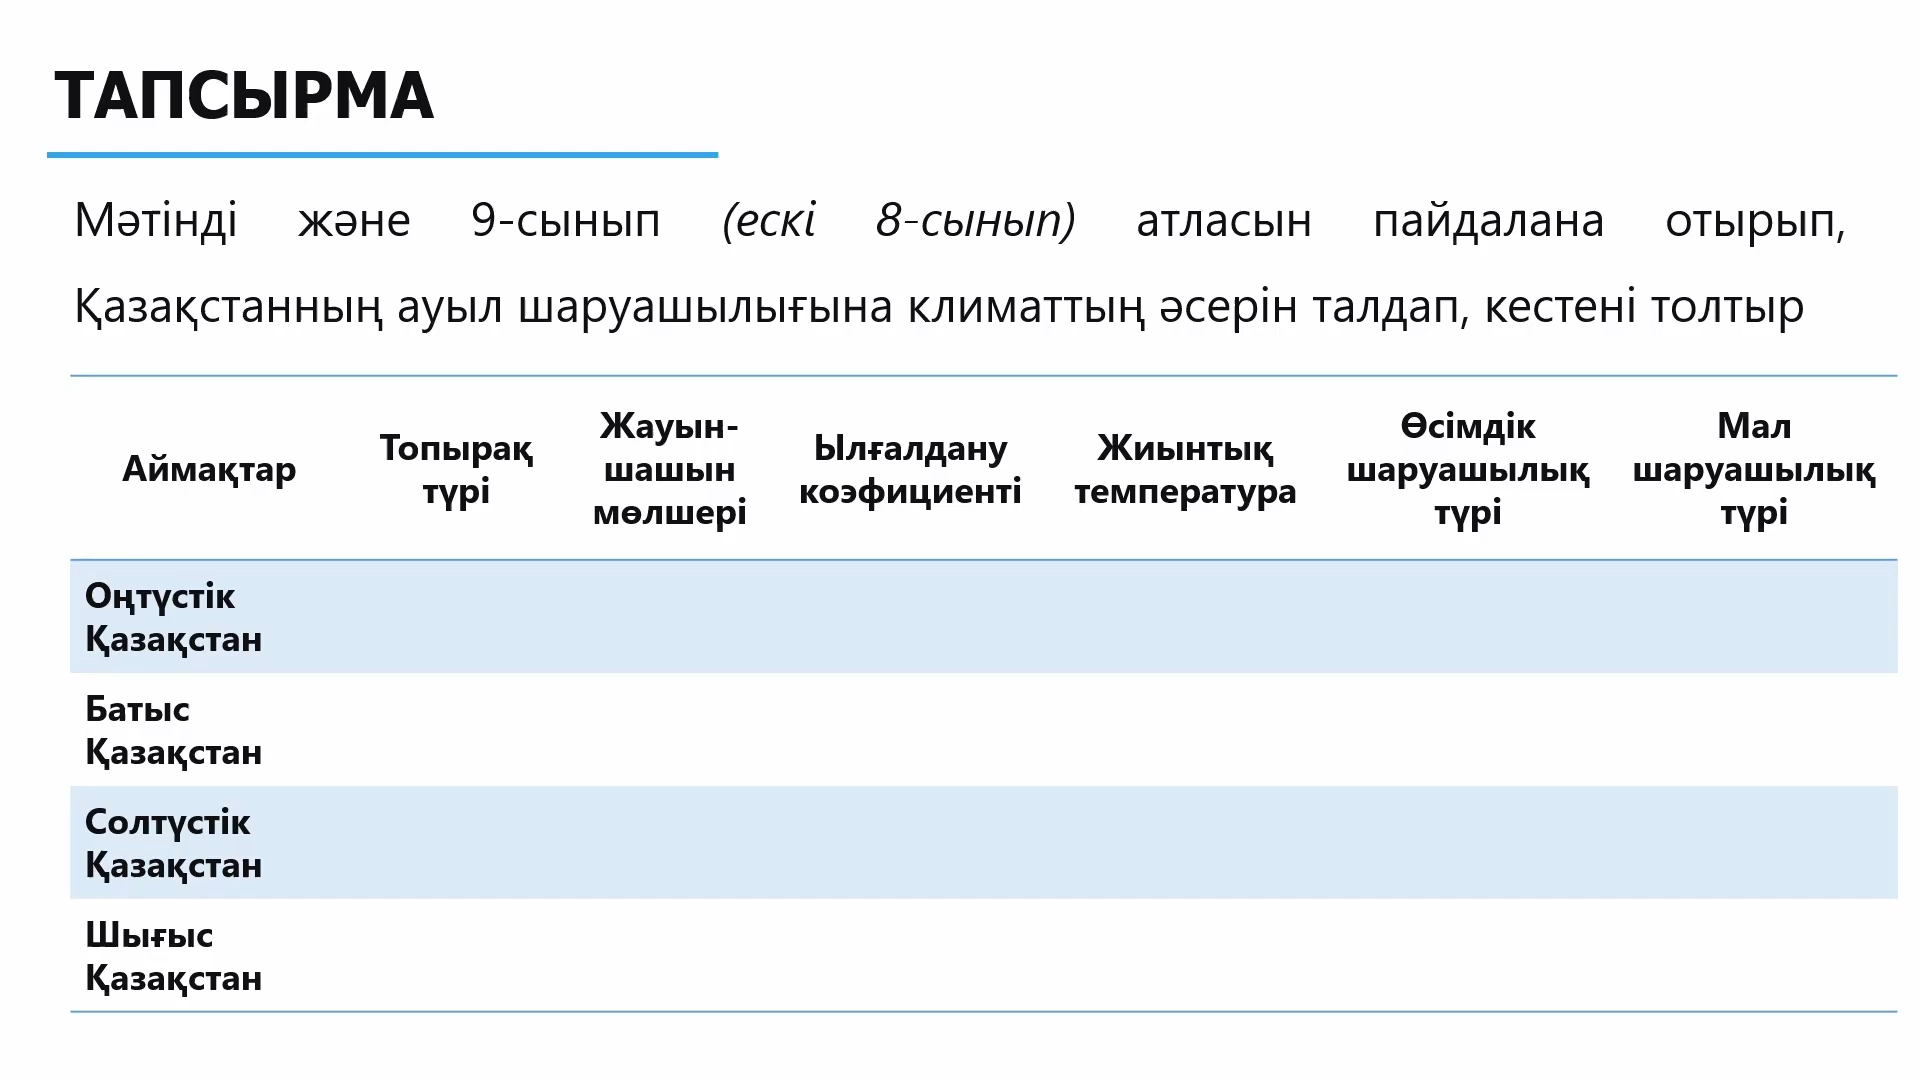 ТАПСЫРМА
Мәтінді және 9-сынып (ескі 8-сынып) атласын пайдалана отырып,
Қазақстанның ауыл шаруашылығына климаттың әсерін талдап, кестені толтыр
Аймақтар
Топырақ
түрі
Жауын-
шашын
мөлшері
Ылғалдану
коэфициенті
Жиынтық
температура
Өсімдік
шаруашылық
түрі
Мал
шаруашылық
түрі
Оңтүстік
Қазақстан
Батыс
Қазақстан
Солтүстік
Қазақстан
Шығыс
Қазақстан